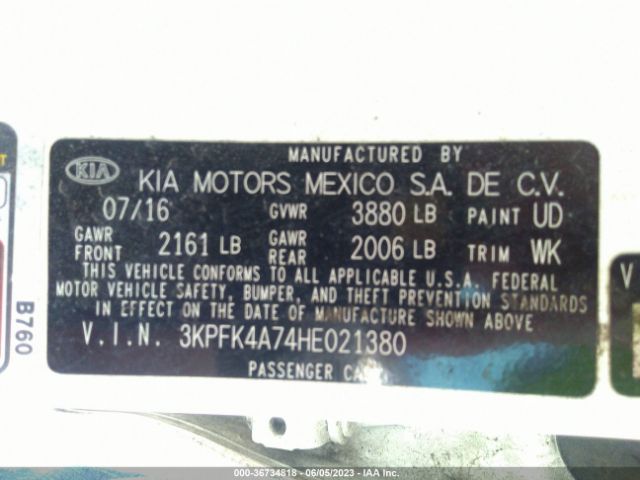 MANUFACTURED BY
KIA KIA MOTORS MEXICO S.A. DE C.V.
07/16 GVWR 3880 LB PAINT UD
GAWR FRONT 2161 LB GAWR REAR 2006 LB TRIM WK
THIS VEHICLE CONFORMS TO ALL APPLICABLE U.S.A. FEDERAL
MOTOR VEHICLE SAFETY, BUMPER, AND THEFT PREVENTION STANDARDS
IN EFFECT ON THE DATE OF MANUFACTURE SHOWN ABOVE.
V.I.N. 3KPFK4A74HE021380
PASSENGER CA
B760
000-36734818 - 06/05/2023 - IAA Inc.